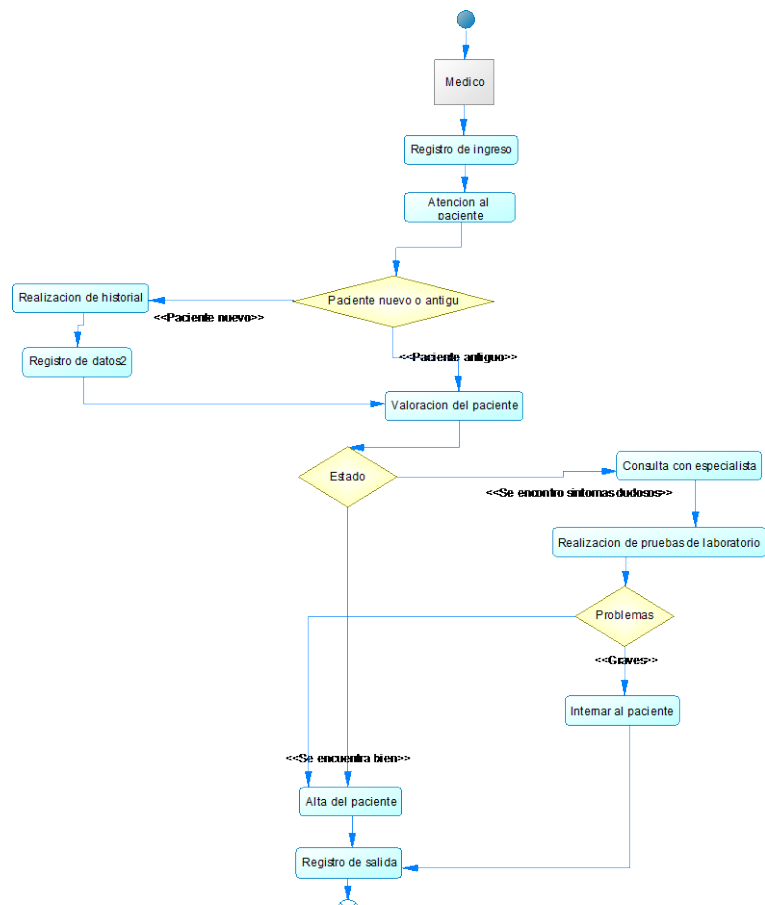 Medico
Registro de ingreso
Atencion al
paciente
Paciente nuevo o antigu
Realizacion de historial
<<Paciente nuevo>>
Registro de datos2
<<Paciente antiguo>>
Valoracion del paciente
Estado
Consulta con especialista
<<Se encontro sintomas dudosos>>
Realizacion de pruebas de laboratorio
Problemas
<<Graves>>
Internar al paciente
<<Se encuentra bien>>
Alta del paciente
Registro de salida